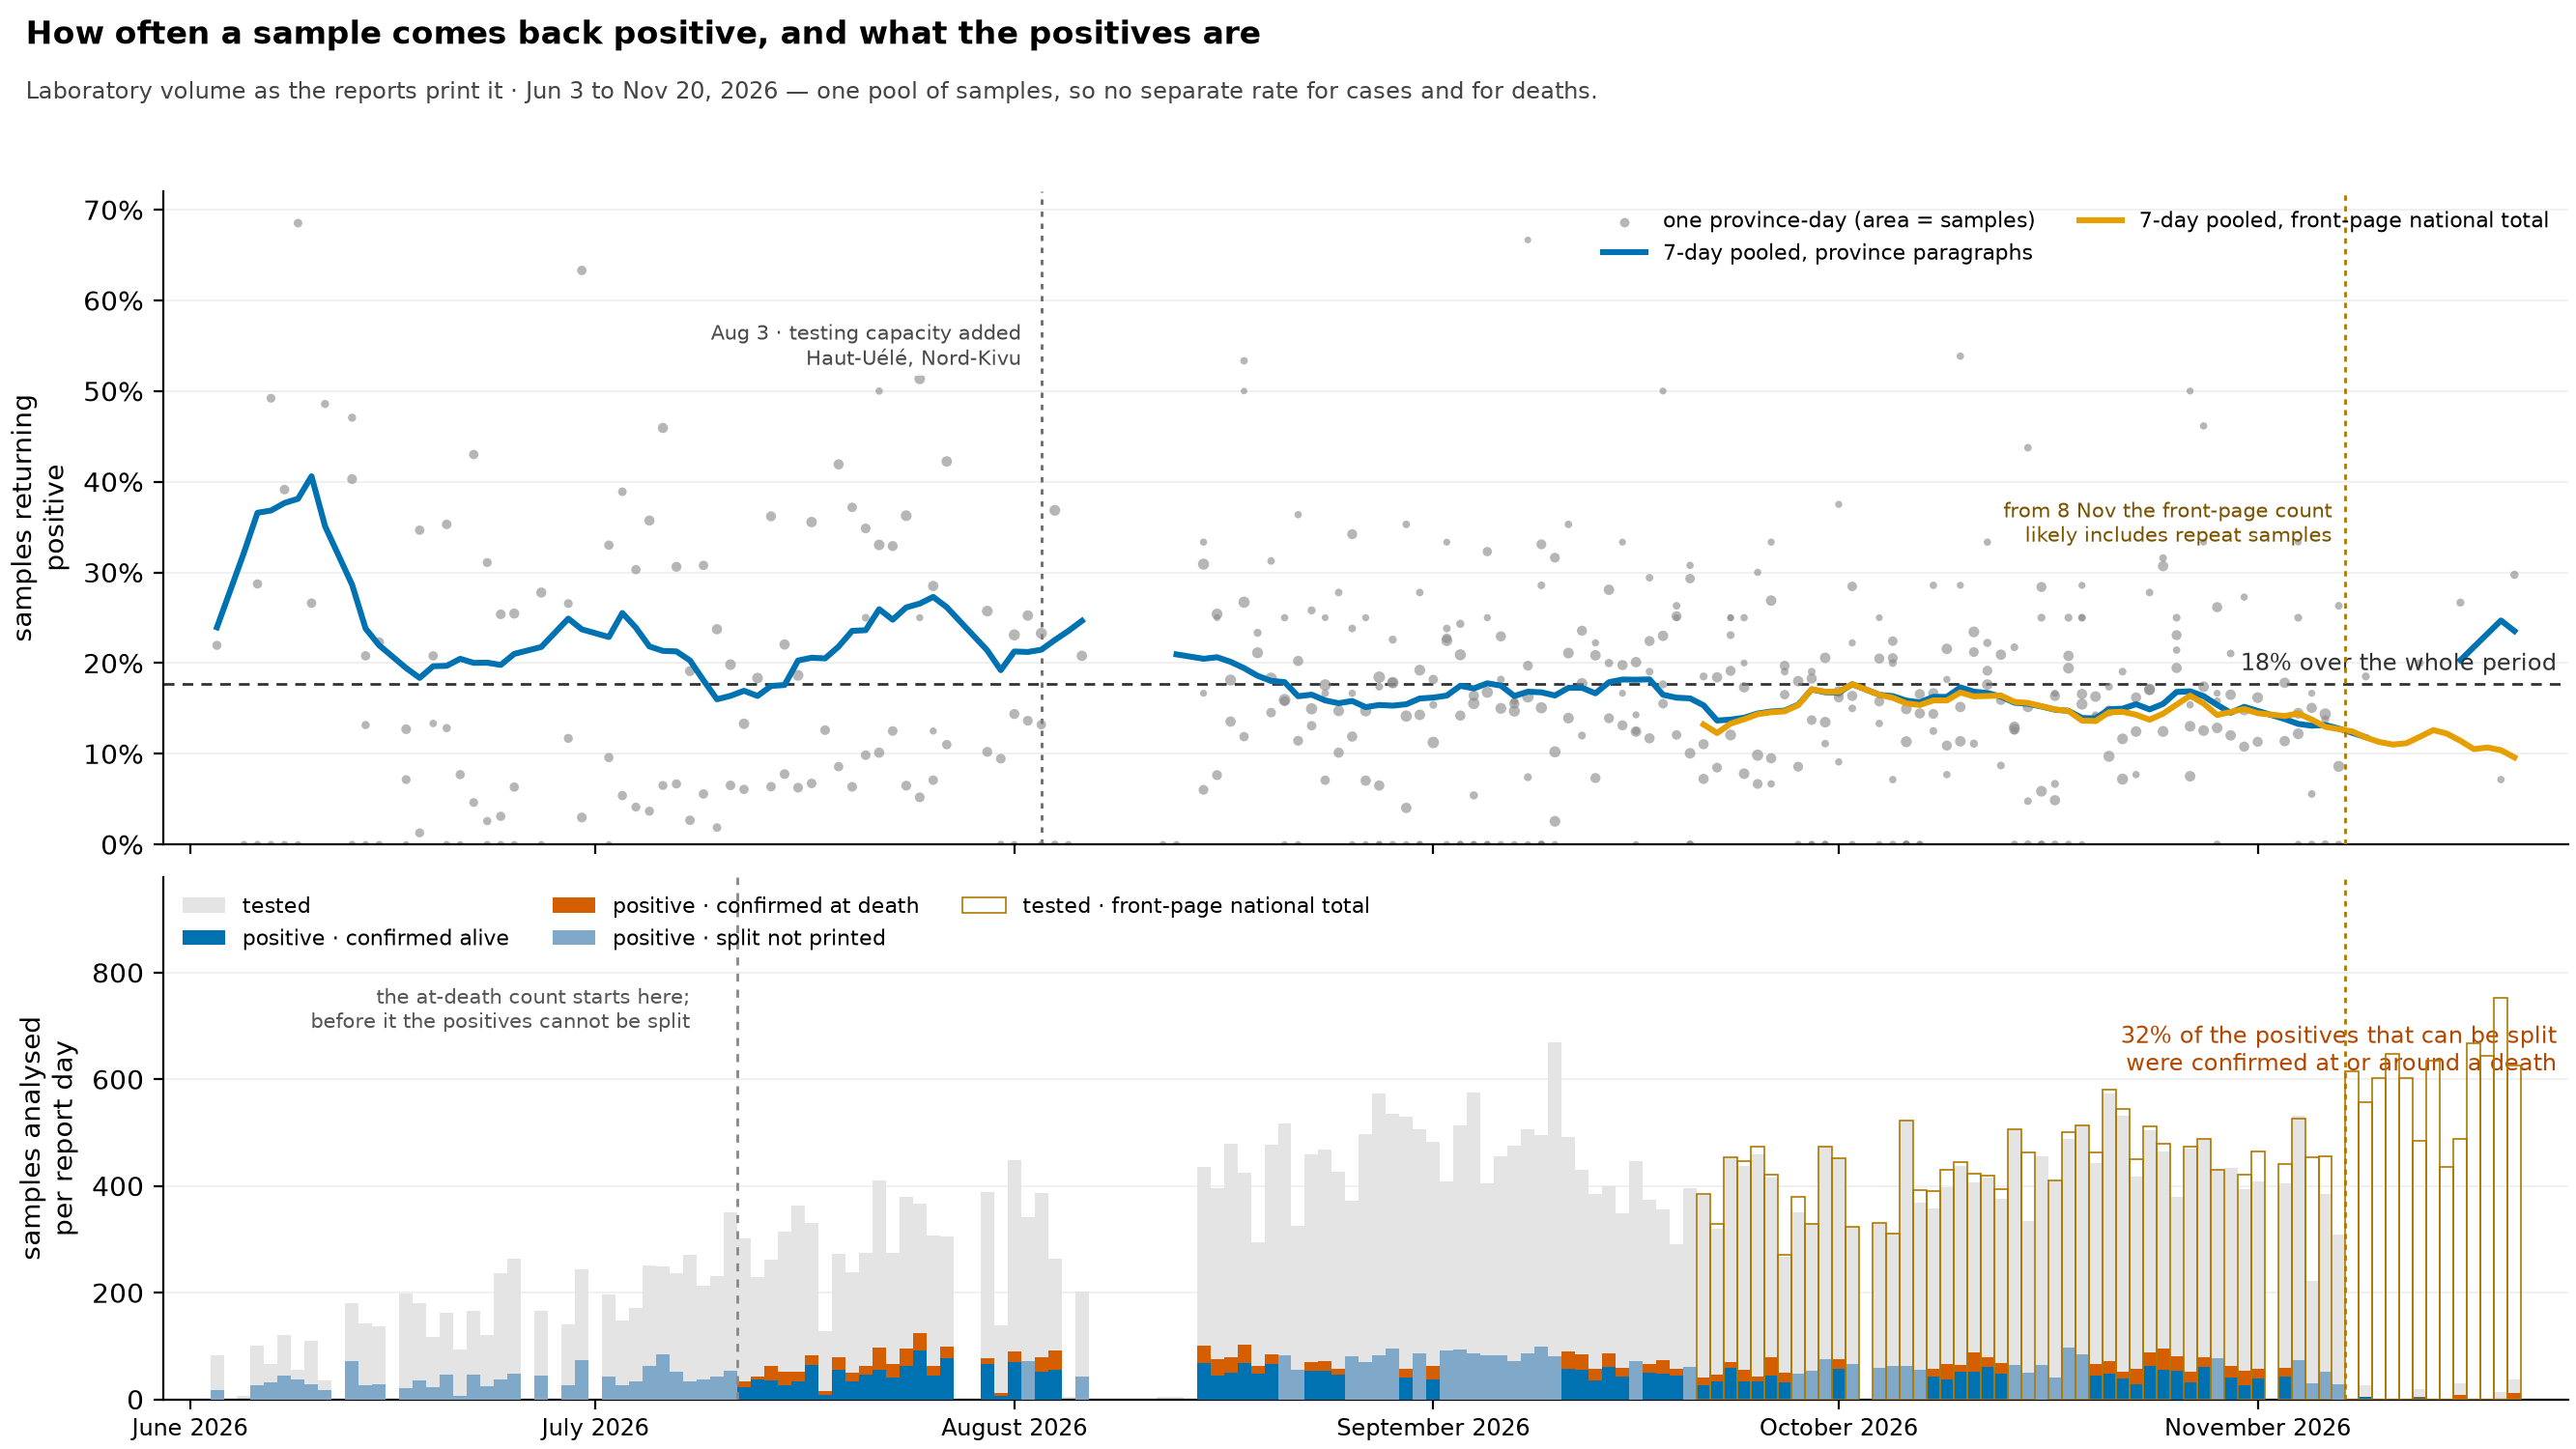 How often a sample comes back positive, and what the positives are
Laboratory volume as the reports print it · Jun 3 to Nov 20, 2026 — one pool of samples, so no separate rate for cases and for deaths.
samples returning
positive
70%
60%
50%
40%
30%
20%
10%
0%
one province-day (area = samples)
7-day pooled, province paragraphs
7-day pooled, front-page national total
Aug 3 · testing capacity added
Haut-Uélé, Nord-Kivu
from 8 Nov the front-page count
likely includes repeat samples
18% over the whole period
samples analysed
per report day
800
600
400
200
0
tested
positive · confirmed alive
positive · confirmed at death
positive · split not printed
tested · front-page national total
the at-death count starts here;
before it the positives cannot be split
32% of the positives that can be split
were confirmed at or around a death
June 2026
July 2026
August 2026
September 2026
October 2026
November 2026